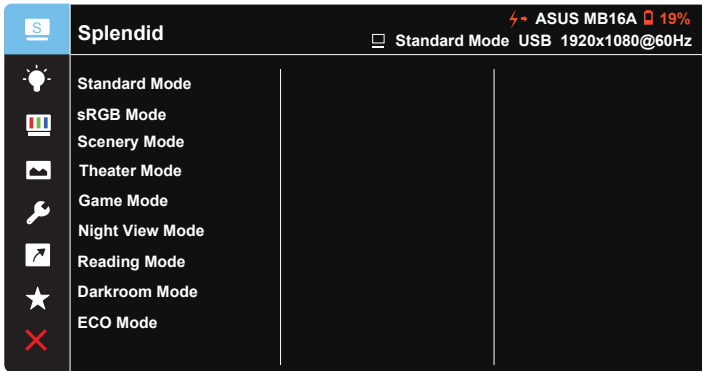 S
Splendid
ASUS MB16A 19%
Standard Mode USB 1920x1080@60Hz
Standard Mode
sRGB Mode
Scenery Mode
Theater Mode
Game Mode
Night View Mode
Reading Mode
Darkroom Mode
ECO Mode